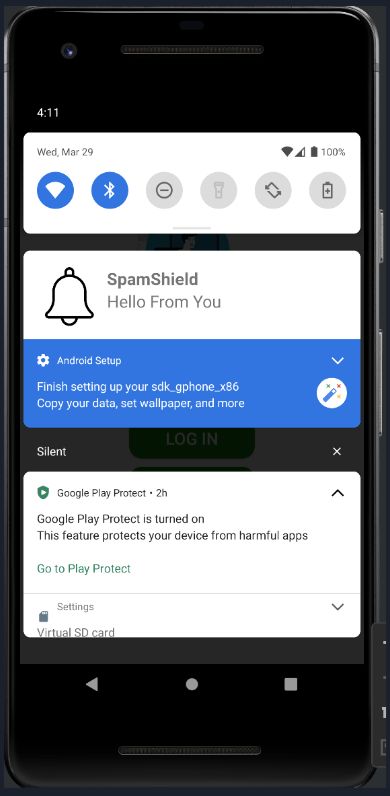 4:11
Wed, Mar 29
100%
SpamShield
Hello From You
Android Setup
Finish setting up your sdk_gphone_x86
Copy your data, set wallpaper, and more
LOG IN
Silent
Google Play Protect • 2h
Google Play Protect is turned on
This feature protects your device from harmful apps
Go to Play Protect
Settings
Virtual SD card